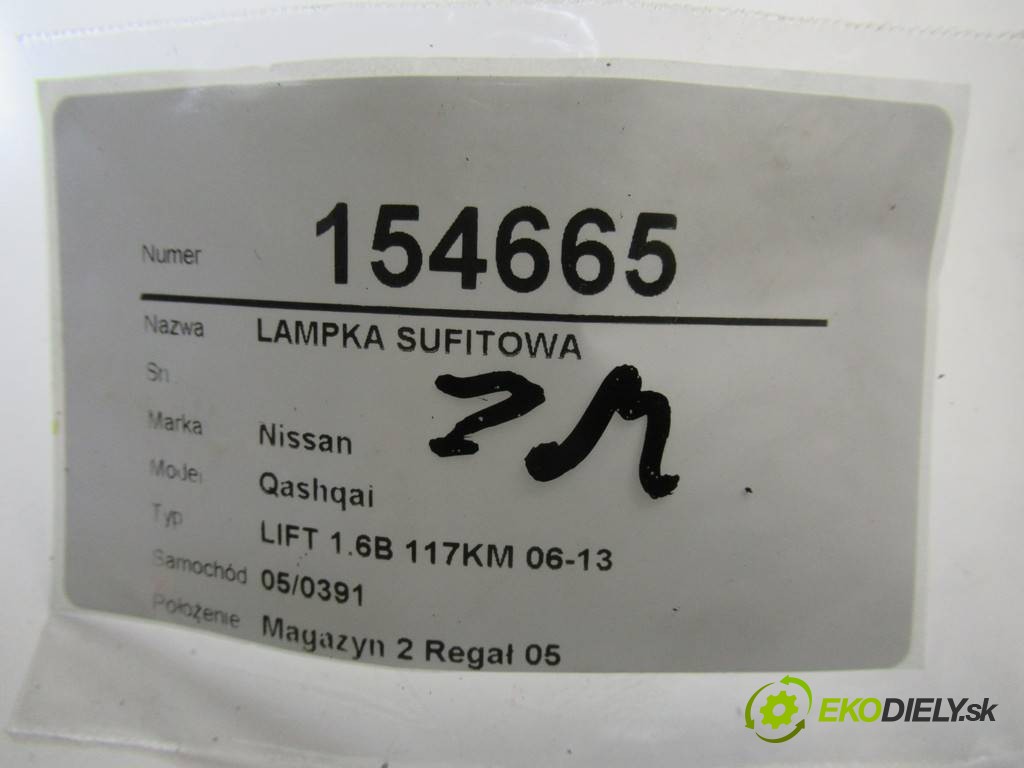 Numer 154665
Nazwa LAMPKA SUFITOWA
Sn
Marka Nissan
Model Qashqai
Typ LIFT 1.6B 117KM 06-13
Samochód 05/0391
Położenie Magazyn 2 Regał 05
EKODIELY.sk